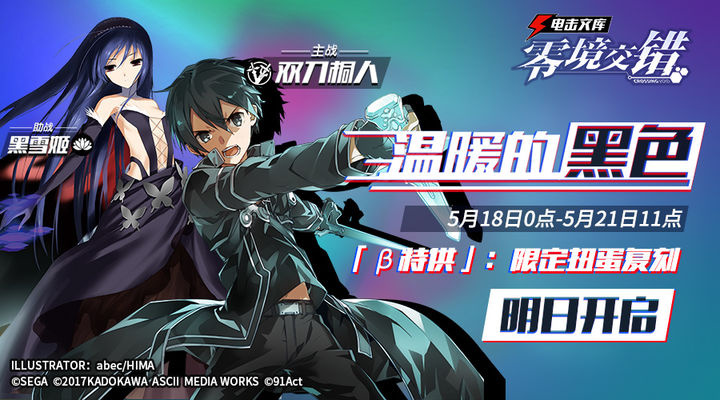 电击文库
零境交错
CROSSING VOID
主战
双刀桐人
助战
黑雪姬
温暖的黑色
5月18日0点-5月21日11点
「β特供」:限定扭蛋复刻
明日开启
ILLUSTRATOR: abec/HIMA
©SEGA ©2017KADOKAWA ASCII MEDIA WORKS ©91Act